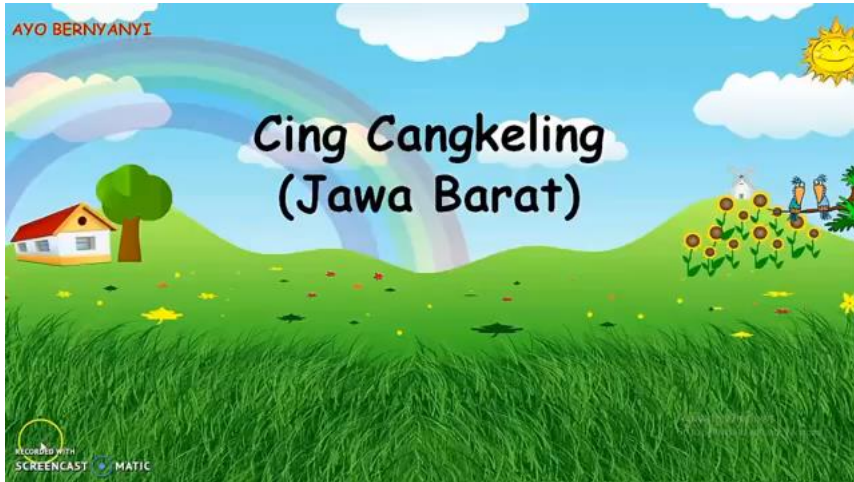 AYO BERNYANYI
Cing Cangkeling
(Jawa Barat)
RECORDED WITH
SCREENCAST MATIC